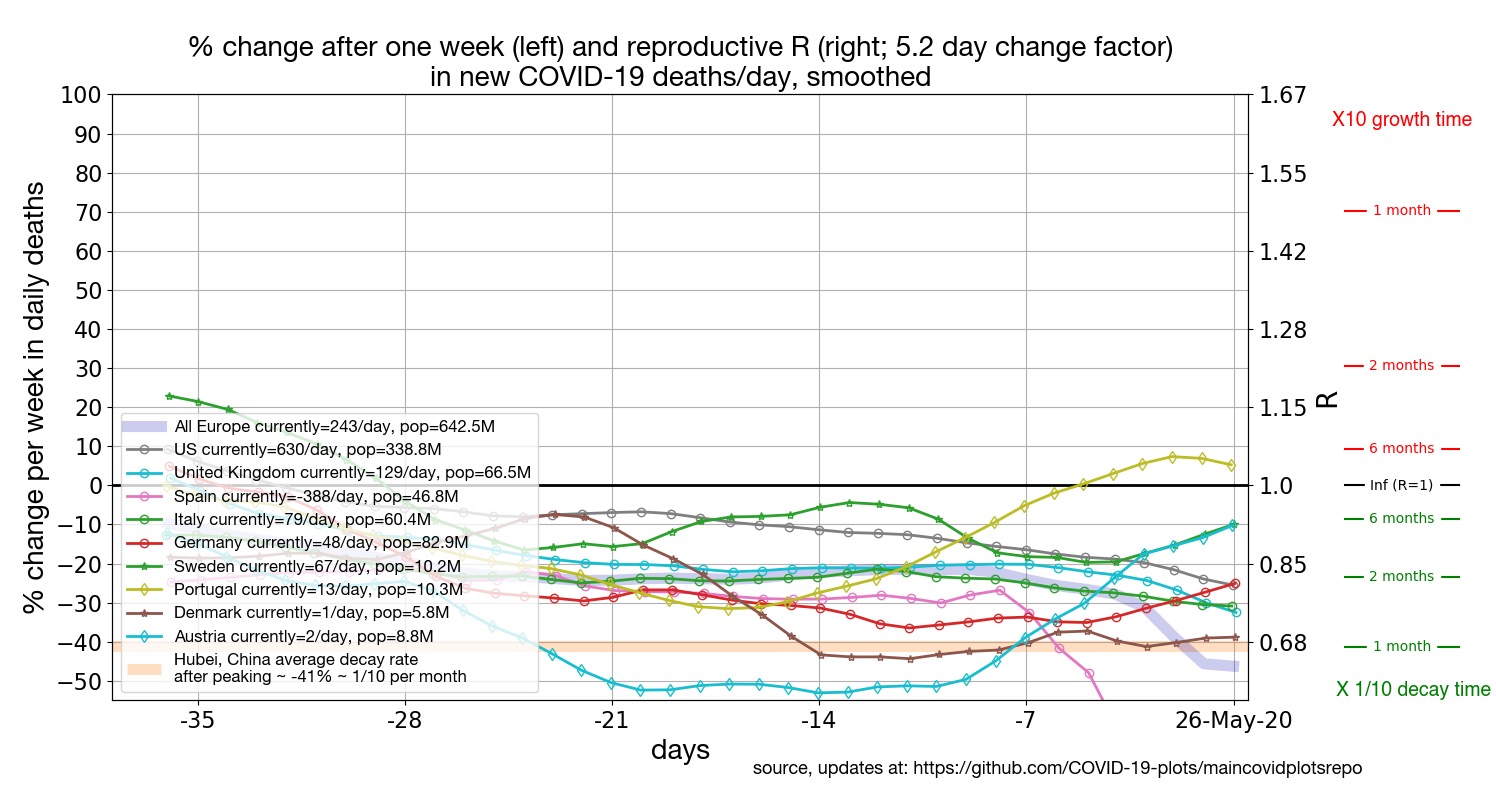 % change after one week (left) and reproductive R (right; 5.2 day change factor)
in new COVID-19 deaths/day, smoothed
% change per week in daily deaths
100
90
80
70
60
50
40
30
20
10
0
−10
−20
−30
−40
−50
All Europe currently=243/day, pop=642.5M
US currently=630/day, pop=338.8M
United Kingdom currently=129/day, pop=66.5M
Spain currently=-388/day, pop=46.8M
Italy currently=79/day, pop=60.4M
Germany currently=48/day, pop=82.9M
Sweden currently=67/day, pop=10.2M
Portugal currently=13/day, pop=10.3M
Denmark currently=1/day, pop=5.8M
Austria currently=2/day, pop=8.8M
Hubei, China average decay rate
after peaking ~ -41% ~ 1/10 per month
-35
-28
-21
-14
-7
26-May-20
days
1.67
1.55
1.42
1.28
1.15
1.0
0.85
0.68
R
X10 growth time
1 month
2 months
6 months
Inf (R=1)
6 months
2 months
1 month
X 1/10 decay time
source, updates at: https://github.com/COVID-19-plots/maincovidplotsrepo